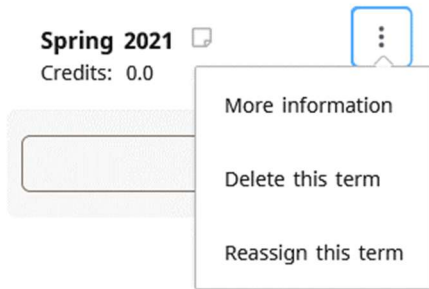 Spring 2021
Credits: 0.0
More information
Delete this term
Reassign this term